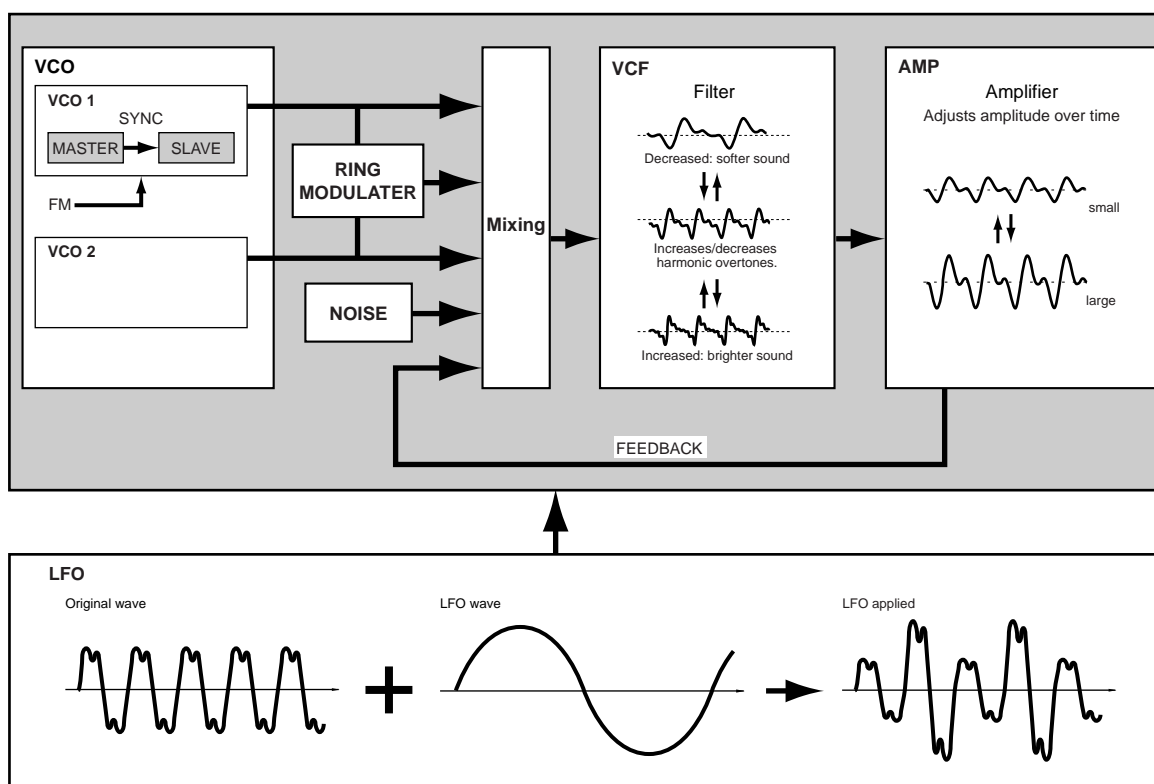 VCO
VCO 1
SYNC
MASTER
SLAVE
FM
VCO 2
RING
MODULATER
NOISE
Mixing
VCF
Filter
Decreased: softer sound
Increases/decreases
harmonic overtones.
Increased: brighter sound
AMP
Amplifier
Adjusts amplitude over time
small
large
FEEDBACK
LFO
Original wave
LFO wave
LFO applied